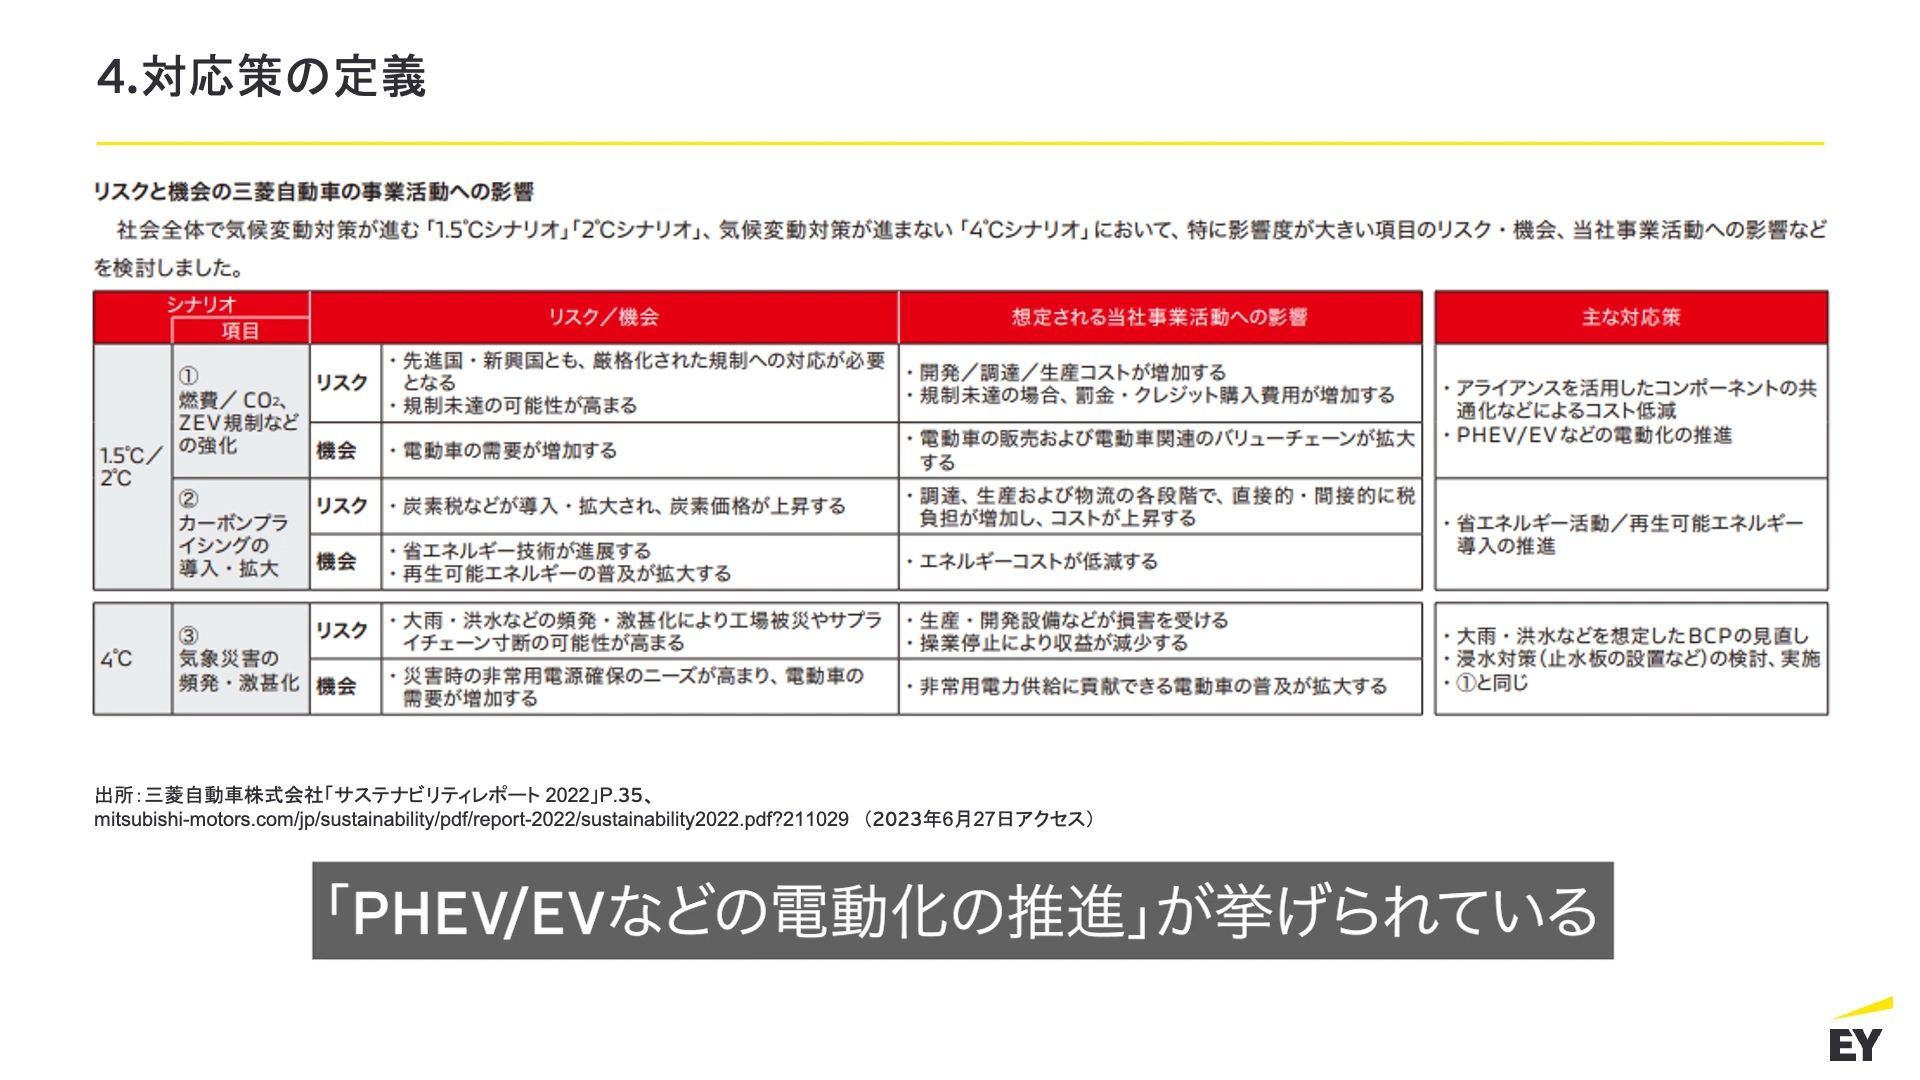 4.対応策の定義
リスクと機会の三菱自動車の事業活動への影響
社会全体で気候変動対策が進む「1.5℃シナリオ」「2℃シナリオ」、気候変動対策が進まない「4℃シナリオ」において、特に影響度が大きい項目のリスク・機会、当社事業活動への影響など
を検討しました。
シナリオ
項目
リスク／機会
想定される当社事業活動への影響
主な対応策
1.5℃／
2℃
①
燃費／CO₂、
ZEV規制など
の強化
リスク
・先進国・新興国とも、厳格化された規制への対応が必要
となる
・規制未達の可能性が高まる
・開発／調達／生産コストが増加する
・規制未達の場合、罰金・クレジット購入費用が増加する
・アライアンスを活用したコンポーネントの共
通化などによるコスト低減
・PHEV/EVなどの電動化の推進
機会
・電動車の需要が増加する
・電動車の販売および電動車関連のバリューチェーンが拡大
する
②
カーボンプラ
イシングの
導入・拡大
リスク
・炭素税などが導入・拡大され、炭素価格が上昇する
・調達、生産および物流の各段階で、直接的・間接的に税
負担が増加し、コストが上昇する
・省エネルギー活動／再生可能エネルギー
導入の推進
機会
・省エネルギー技術が進展する
・再生可能エネルギーの普及が拡大する
・エネルギーコストが低減する
4℃
③
気象災害の
頻発・激甚化
リスク
・大雨・洪水などの頻発・激甚化により工場被災やサプラ
イチェーン寸断の可能性が高まる
・生産・開発設備などが損害を受ける
・操業停止により収益が減少する
・大雨・洪水などを想定したBCPの見直し
・浸水対策（止水板の設置など）の検討、実施
・①と同じ
機会
・災害時の非常用電源確保のニーズが高まり、電動車の
需要が増加する
・非常用電力供給に貢献できる電動車の普及が拡大する
出所：三菱自動車株式会社「サステナビリティレポート 2022」P.35、
mitsubishi-motors.com/jp/sustainability/pdf/report-2022/sustainability2022.pdf?211029 （2023年6月27日アクセス）
「PHEV/EVなどの電動化の推進」が挙げられている
EY